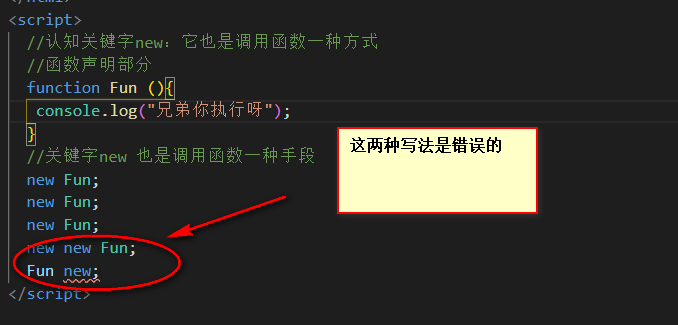 </html>
<script>
//认知关键字new：它也是调用函数一种方式
//函数声明部分
function Fun (){
console.log("兄弟你执行呀");
}
//关键字new 也是调用函数一种手段
new Fun;
new Fun;
new Fun;
new new Fun;
Fun new;
</script>
这两种写法是错误的